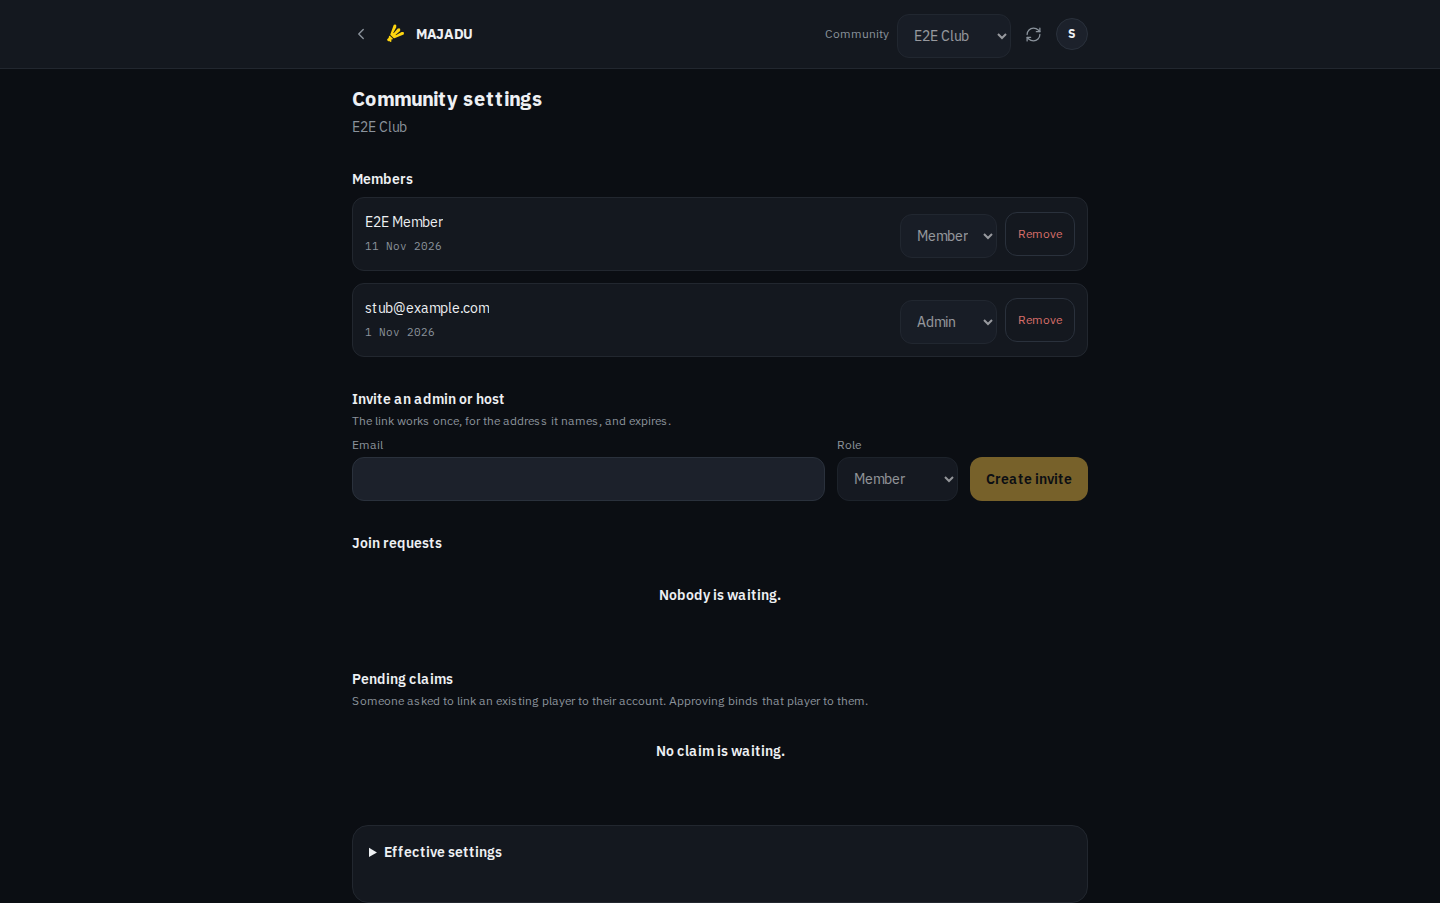 MAJADU
Community
E2E Club
S
Community settings
E2E Club
Members
E2E Member
11 Nov 2026
Member
Remove
stub@example.com
1 Nov 2026
Admin
Remove
Invite an admin or host
The link works once, for the address it names, and expires.
Email
Role
Member
Create invite
Join requests
Nobody is waiting.
Pending claims
Someone asked to link an existing player to their account. Approving binds that player to them.
No claim is waiting.
Effective settings